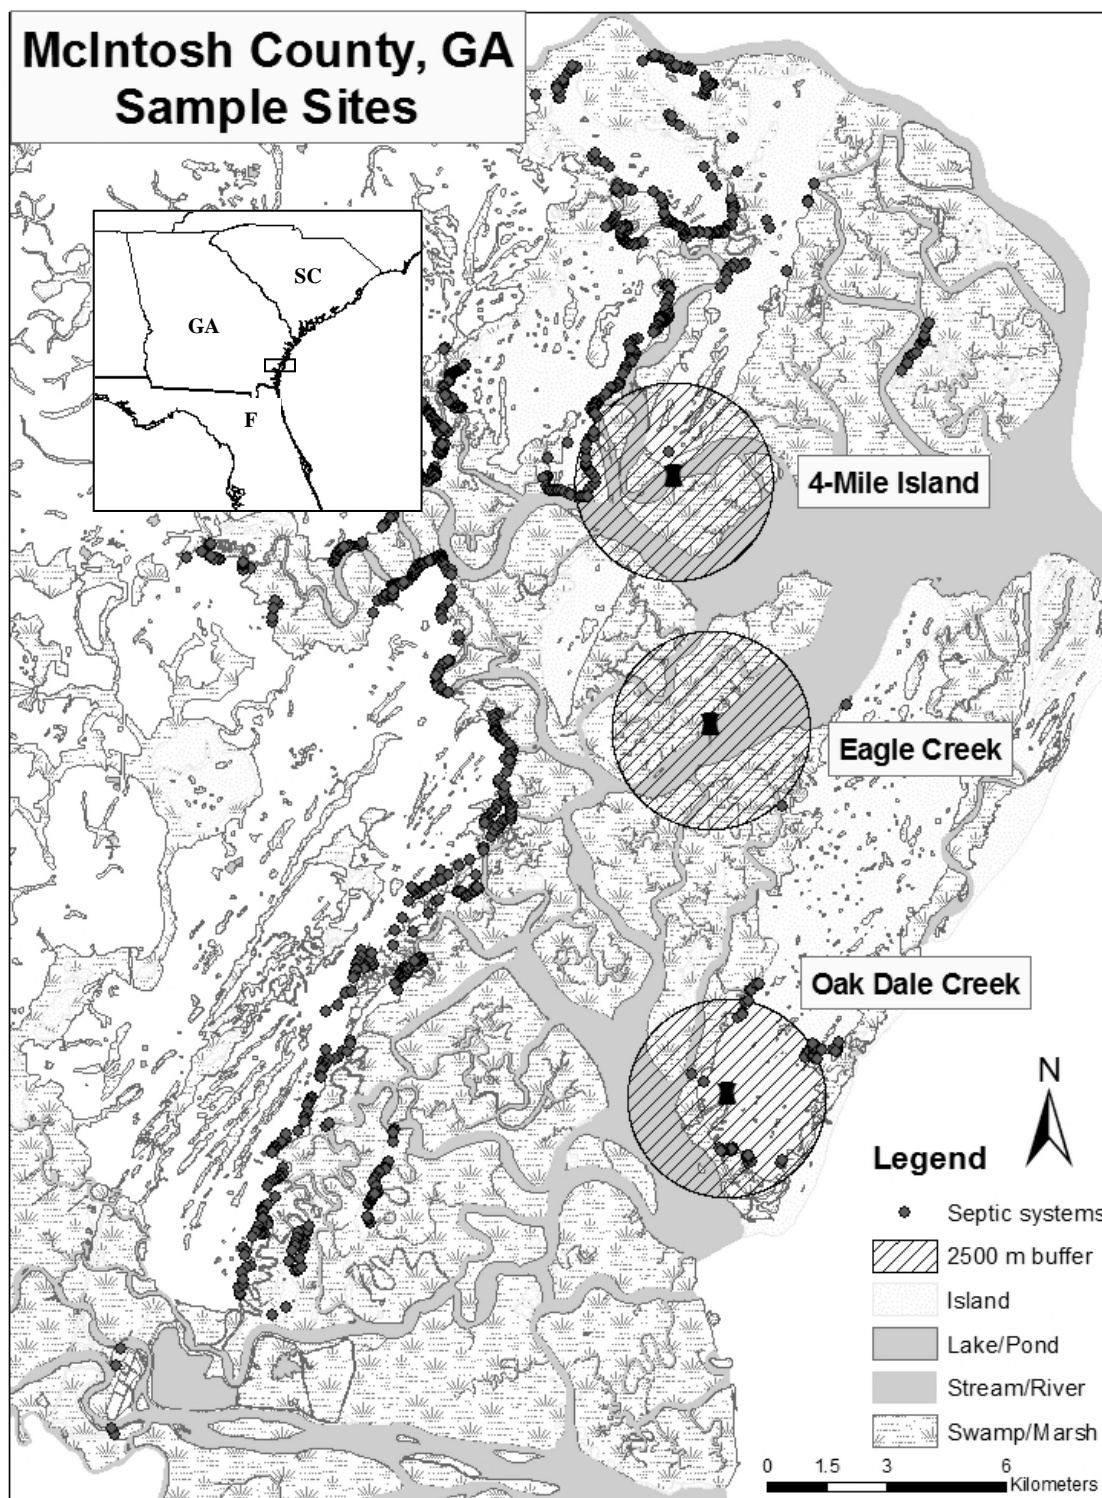 McIntosh County, GA
Sample Sites
SC
GA
F
4-Mile Island
Eagle Creek
Oak Dale Creek
N
Legend
Septic systems
2500 m buffer
Island
Lake/Pond
Stream/River
Swamp/Marsh
0 1.5 3 6
Kilometers